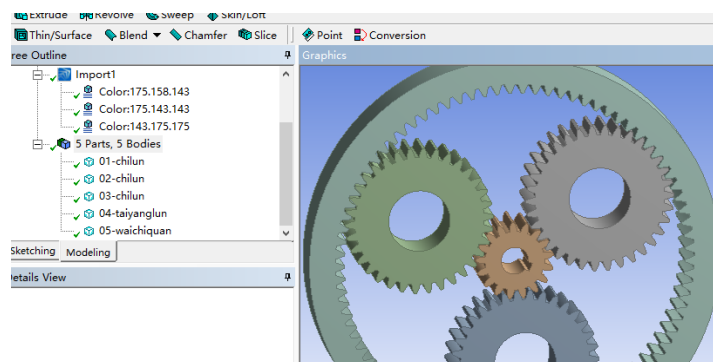 Extrude Revolve Sweep Skin/Loft
Thin/Surface Blend Chamfer Slice Point Conversion
ree Outline
Graphics
Import1
Color:175.158.143
Color:175.143.143
Color:143.175.175
5 Parts, 5 Bodies
01-chilun
02-chilun
03-chilun
04-taiyanglun
05-waichiquan
Sketching Modeling
etails View